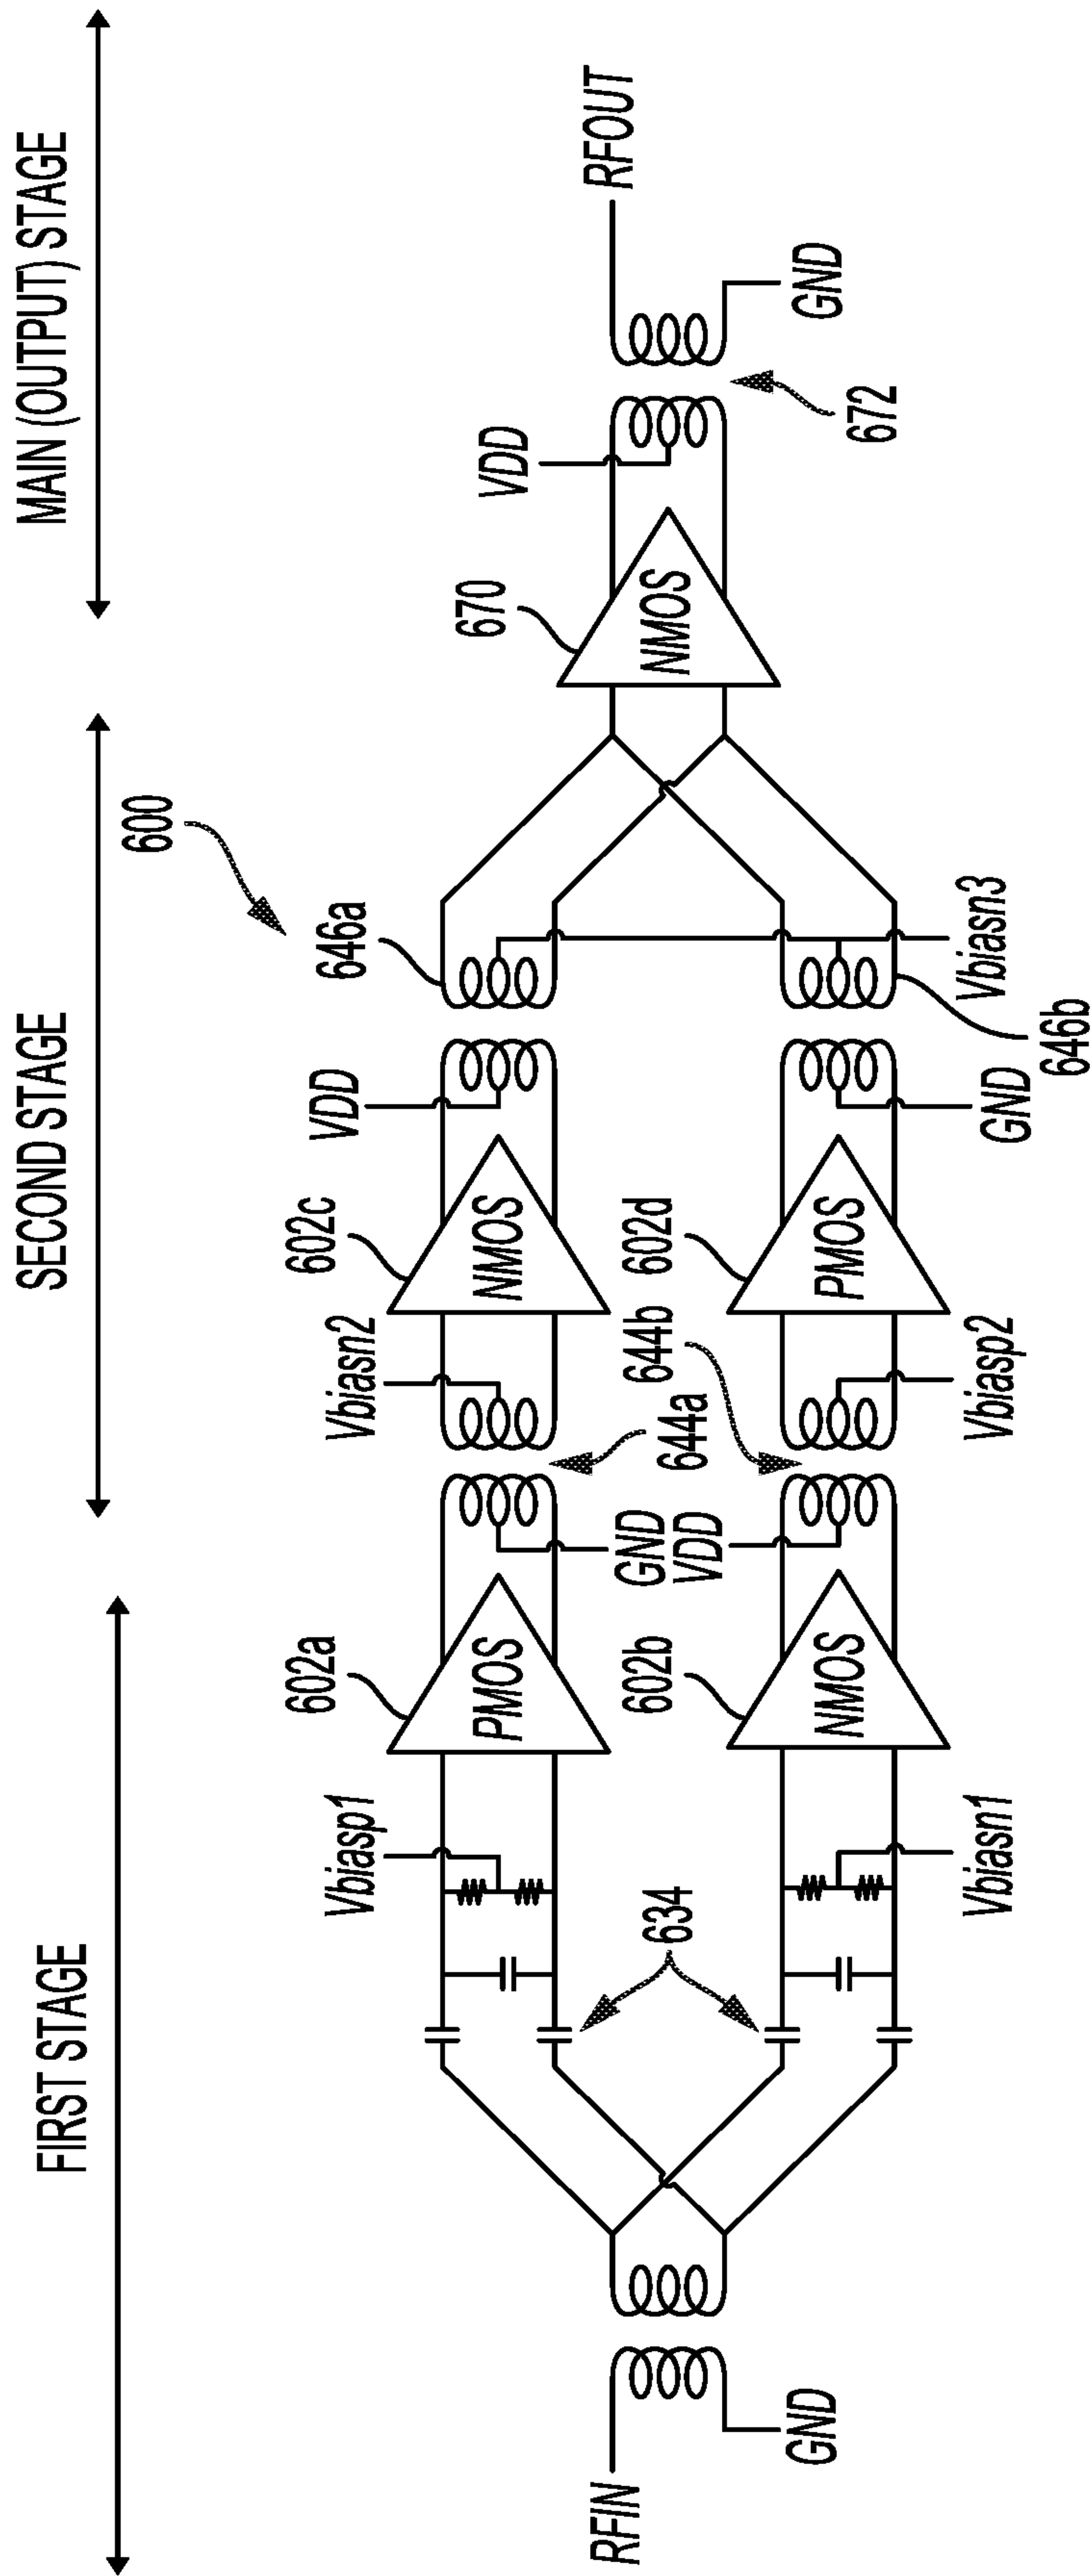 FIRST STAGE
SECOND STAGE
MAIN (OUTPUT) STAGE
600
RFIN
GND
634
Vbiasp1
602a
PMOS
GND
644a
Vbiasn2
602c
NMOS
VDD
646a
Vbiasn1
602b
NMOS
VDD
644b
Vbiasp2
602d
PMOS
GND
646b
Vbiasn3
670
NMOS
VDD
672
GND
RFOUT